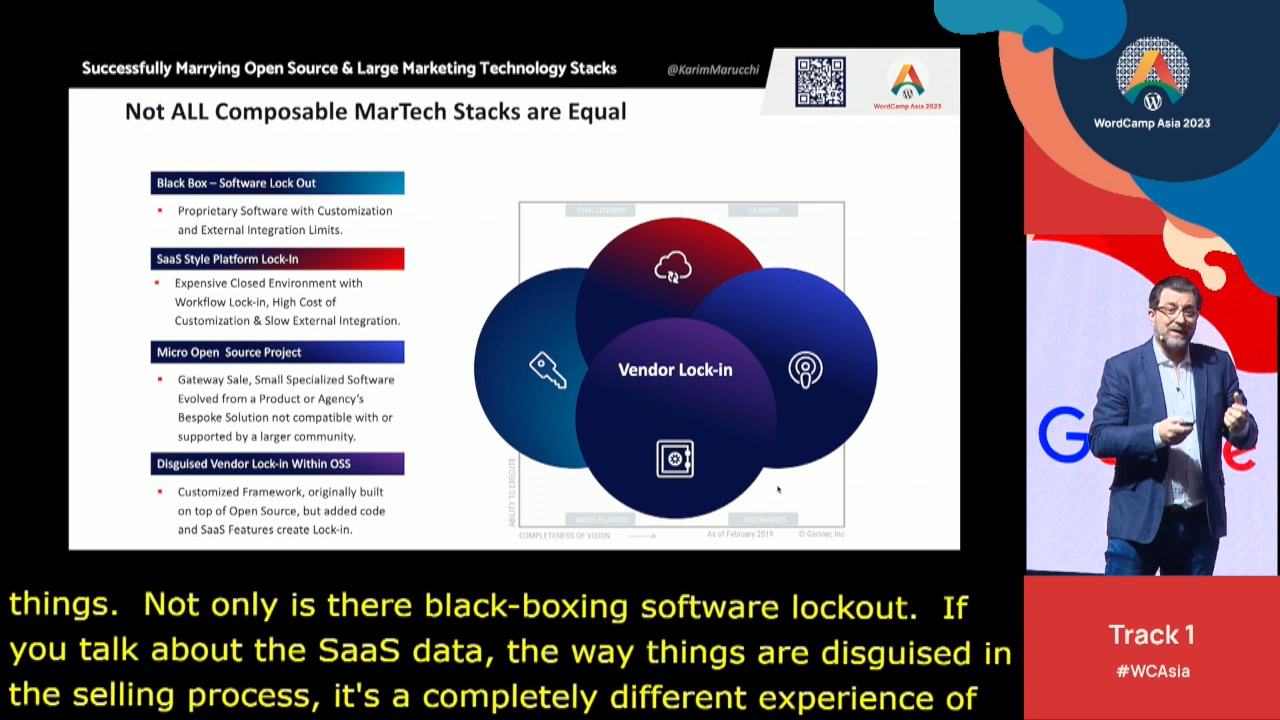 Successfully Marrying Open Source & Large Marketing Technology Stacks
@KarimMarucchi
WordCamp Asia 2023
Not ALL Composable MarTech Stacks are Equal
Black Box – Software Lock Out
Proprietary Software with Customization
and External Integration Limits.
SaaS Style Platform Lock-In
Expensive Closed Environment with
Workflow Lock-in, High Cost of
Customization & Slow External Integration.
Micro Open Source Project
Gateway Sale, Small Specialized Software
Evolved from a Product or Agency's
Bespoke Solution not compatible with or
supported by a larger community.
Disguised Vendor Lock-in Within OSS
Customized Framework, originally built
on top of Open Source, but added code
and SaaS Features create Lock-in.
CHALLENGERS
LEADERS
Vendor Lock-in
ABILITY TO EXECUTE
NICHE PLAYERS
VISIONARIES
COMPLETENESS OF VISION
As of February 2019
© Gartner, Inc
WordCamp Asia 2023
G
e
Track 1
#WCAsia
things. Not only is there black-boxing software lockout. If
you talk about the SaaS data, the way things are disguised in
the selling process, it's a completely different experience of